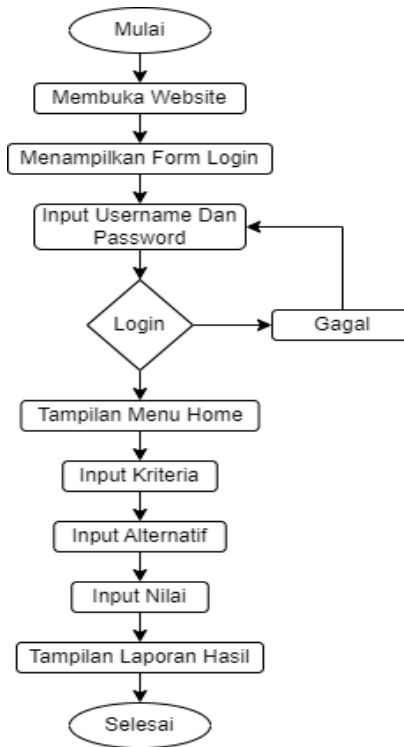 Mulai
Membuka Website
Menampilkan Form Login
Input Username Dan
Password
Login
Gagal
Tampilan Menu Home
Input Kriteria
Input Alternatif
Input Nilai
Tampilan Laporan Hasil
Selesai